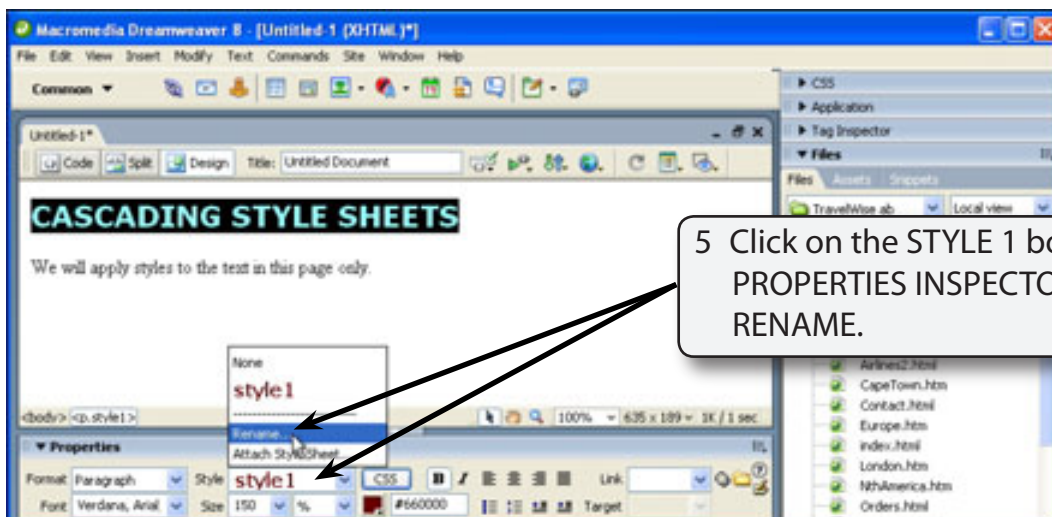 Macromedia Dreamweaver 8 - [Untitled-1 (XHTML)*]
File Edit View Insert Modify Text Commands Site Window Help
Common
Untitled-1*
Code Split Design Title: Untitled Document
CASCADING STYLE SHEETS
We will apply styles to the text in this page only.
None
style1
Rename...
Attach Style Sheet...
<body> <p.style1> 100% 635 x 189 1K / 1 sec
Properties
Format Paragraph Style style1 CSS B I Link
Font Verdana, Arial Size 150 % #660000 Target
CSS
Application
Tag Inspector
Files
Files Assets Snippets
TravelWise ab Local view
5 Click on the STYLE 1 bo
PROPERTIES INSPECTO
RENAME.
Airlines2.html
CapeTown.htm
Contact.html
Europe.htm
index.html
London.htm
NthAmerica.htm
Orders.html